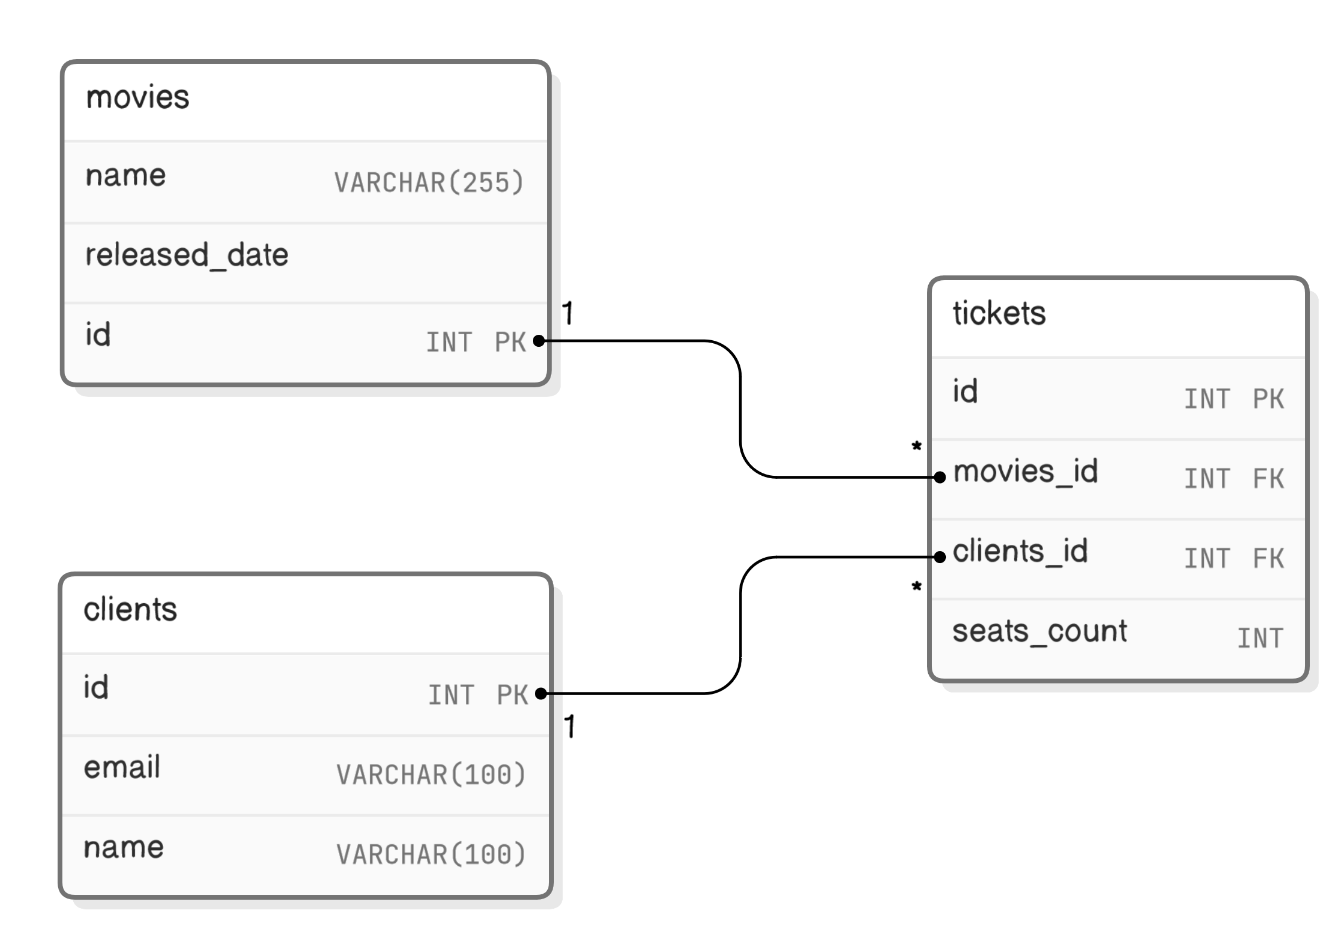 movies
name VARCHAR(255)
released_date
id INT PK
1
tickets
id INT PK
*
movies_id INT FK
clients_id INT FK
*
seats_count INT
clients
id INT PK
1
email VARCHAR(100)
name VARCHAR(100)